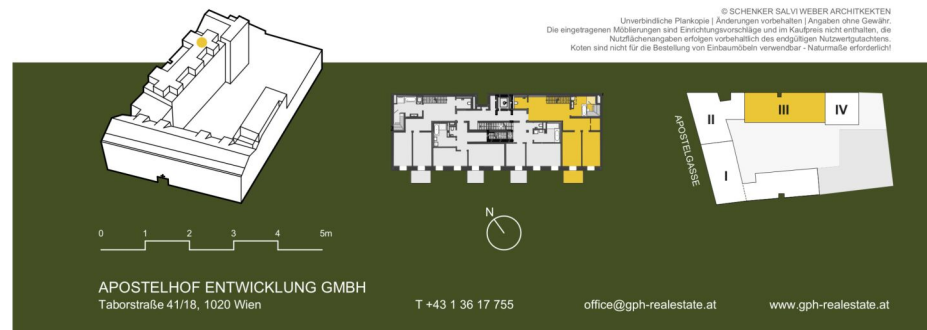 © SCHENKER SALVI WEBER ARCHITKEKTEN
Unverbindliche Plankopie | Änderungen vorbehalten | Angaben ohne Gewähr.
Die eingetragenen Möblierungen sind Einrichtungsvorschläge und im Kaufpreis nicht enthalten, die
Nutzflächenangaben erfolgen vorbehaltlich des endgültigen Nutzwertgutachtens.
Koten sind nicht für die Bestellung von Einbaumöbeln verwendbar - Naturmaße erforderlich!
APOSTELGASSE
II
III
IV
I
N
0 1 2 3 4 5m
APOSTELHOF ENTWICKLUNG GMBH
Taborstraße 41/18, 1020 Wien
T +43 1 36 17 755
office@gph-realestate.at
www.gph-realestate.at